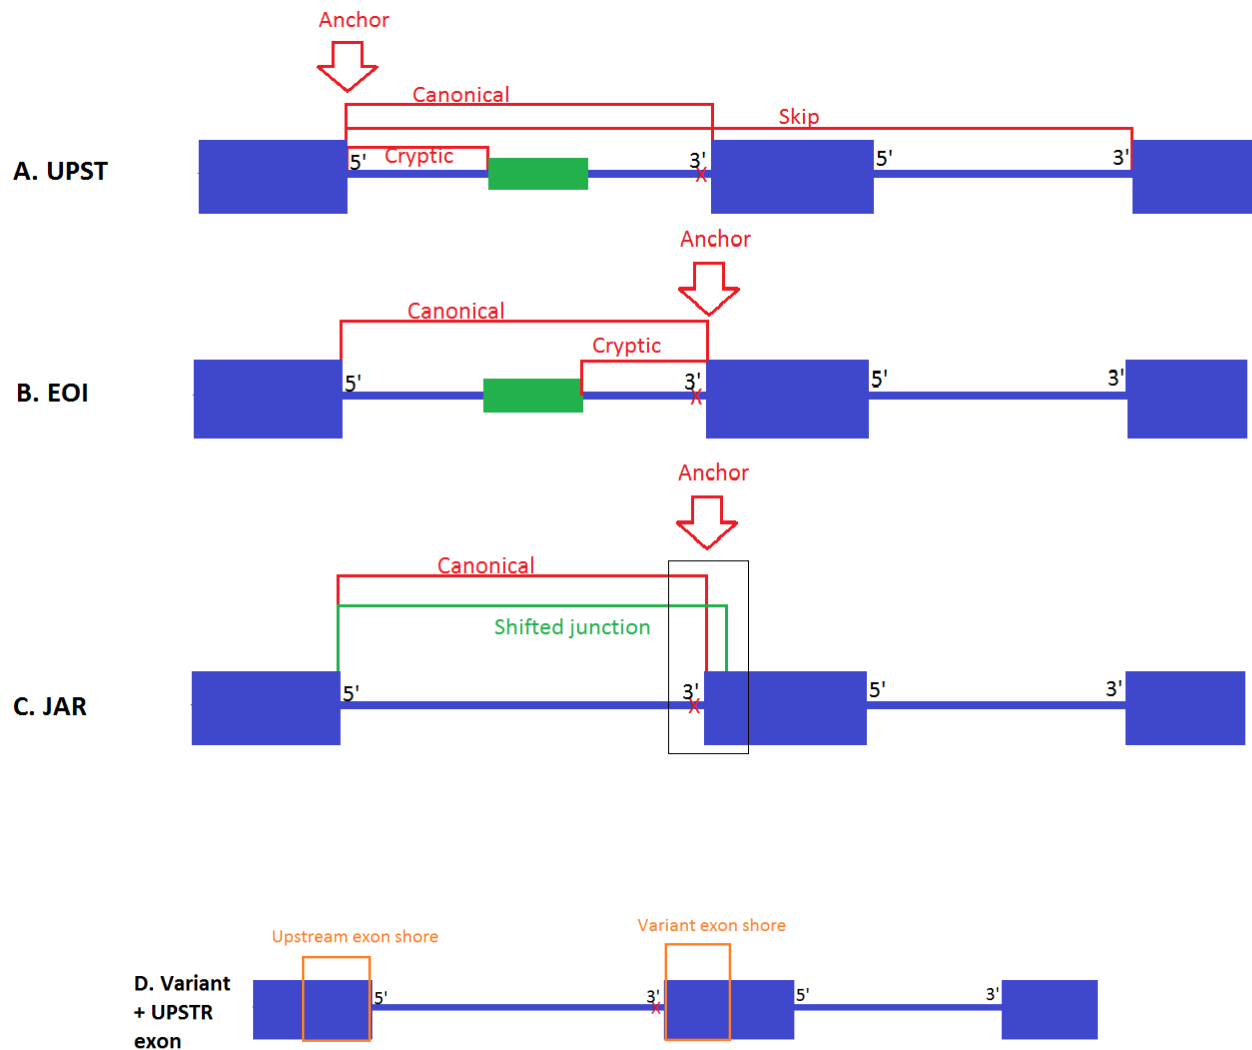 Anchor
Canonical
Skip
Cryptic
A. UPST
5'
3'
X
5'
3'
Anchor
Canonical
Cryptic
B. EOI
5'
3'
X
5'
3'
Anchor
Canonical
Shifted junction
C. JAR
5'
3'
X
5'
3'
Variant exon shore
Upstream exon shore
D. Variant
+ UPSTR
exon
5'
3'
X
5'
3'